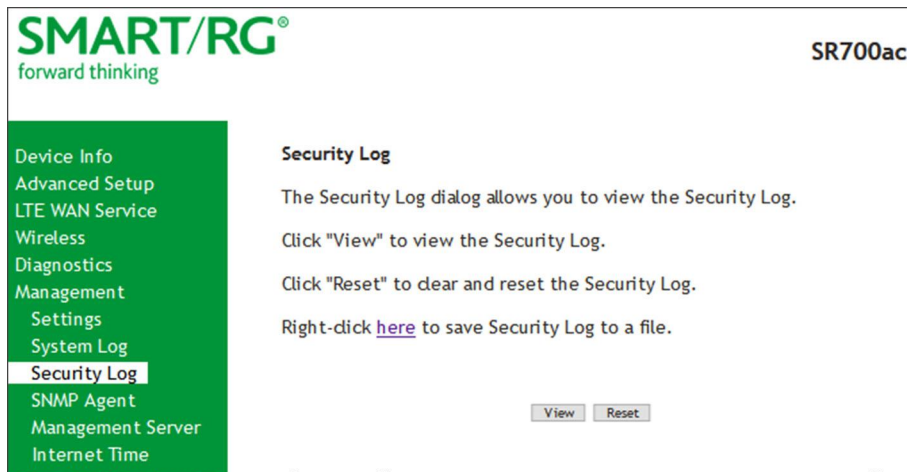 SMART/RG®
forward thinking
SR700ac
Device Info
Advanced Setup
LTE WAN Service
Wireless
Diagnostics
Management
Settings
System Log
Security Log
SNMP Agent
Management Server
Internet Time
Security Log
The Security Log dialog allows you to view the Security Log.
Click "View" to view the Security Log.
Click "Reset" to clear and reset the Security Log.
Right-click here to save Security Log to a file.
View Reset